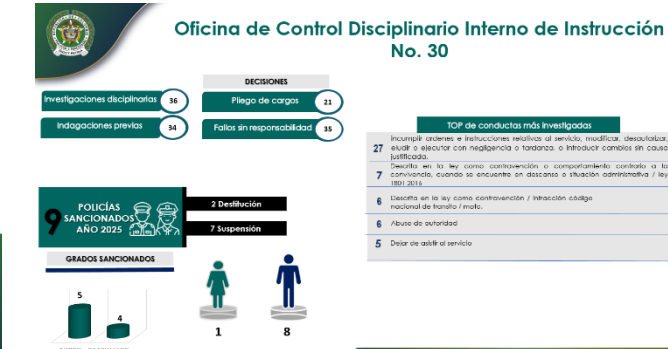 Oficina de Control Disciplinario Interno de Instrucción
No. 30
DECISIONES
Investigaciones disciplinarias 36
Pliego de cargos 21
Indagaciones previas 34
Fallos sin responsabilidad 35
TOP de conductas más investigadas
27 Incumplir ordenes e instrucciones relativas al servicio, modificar, desautorizar,
eludir o ejecutar con negligencia o tardanza, o introducir cambios sin causa
justificada.
7 Descrita en la ley como contravención o comportamiento contrario a la
convivencia, cuando se encuentre en descanso o situación administrativa / ley
1801 2016
6 Descrita en la ley como contravención / Infracción código
nacional de transito / moto.
6 Abuso de autoridad
5 Dejar de asistir al servicio
9 POLICÍAS
SANCIONADOS
AÑO 2025
2 Destitución
7 Suspensión
GRADOS SANCIONADOS
5
4
1
8